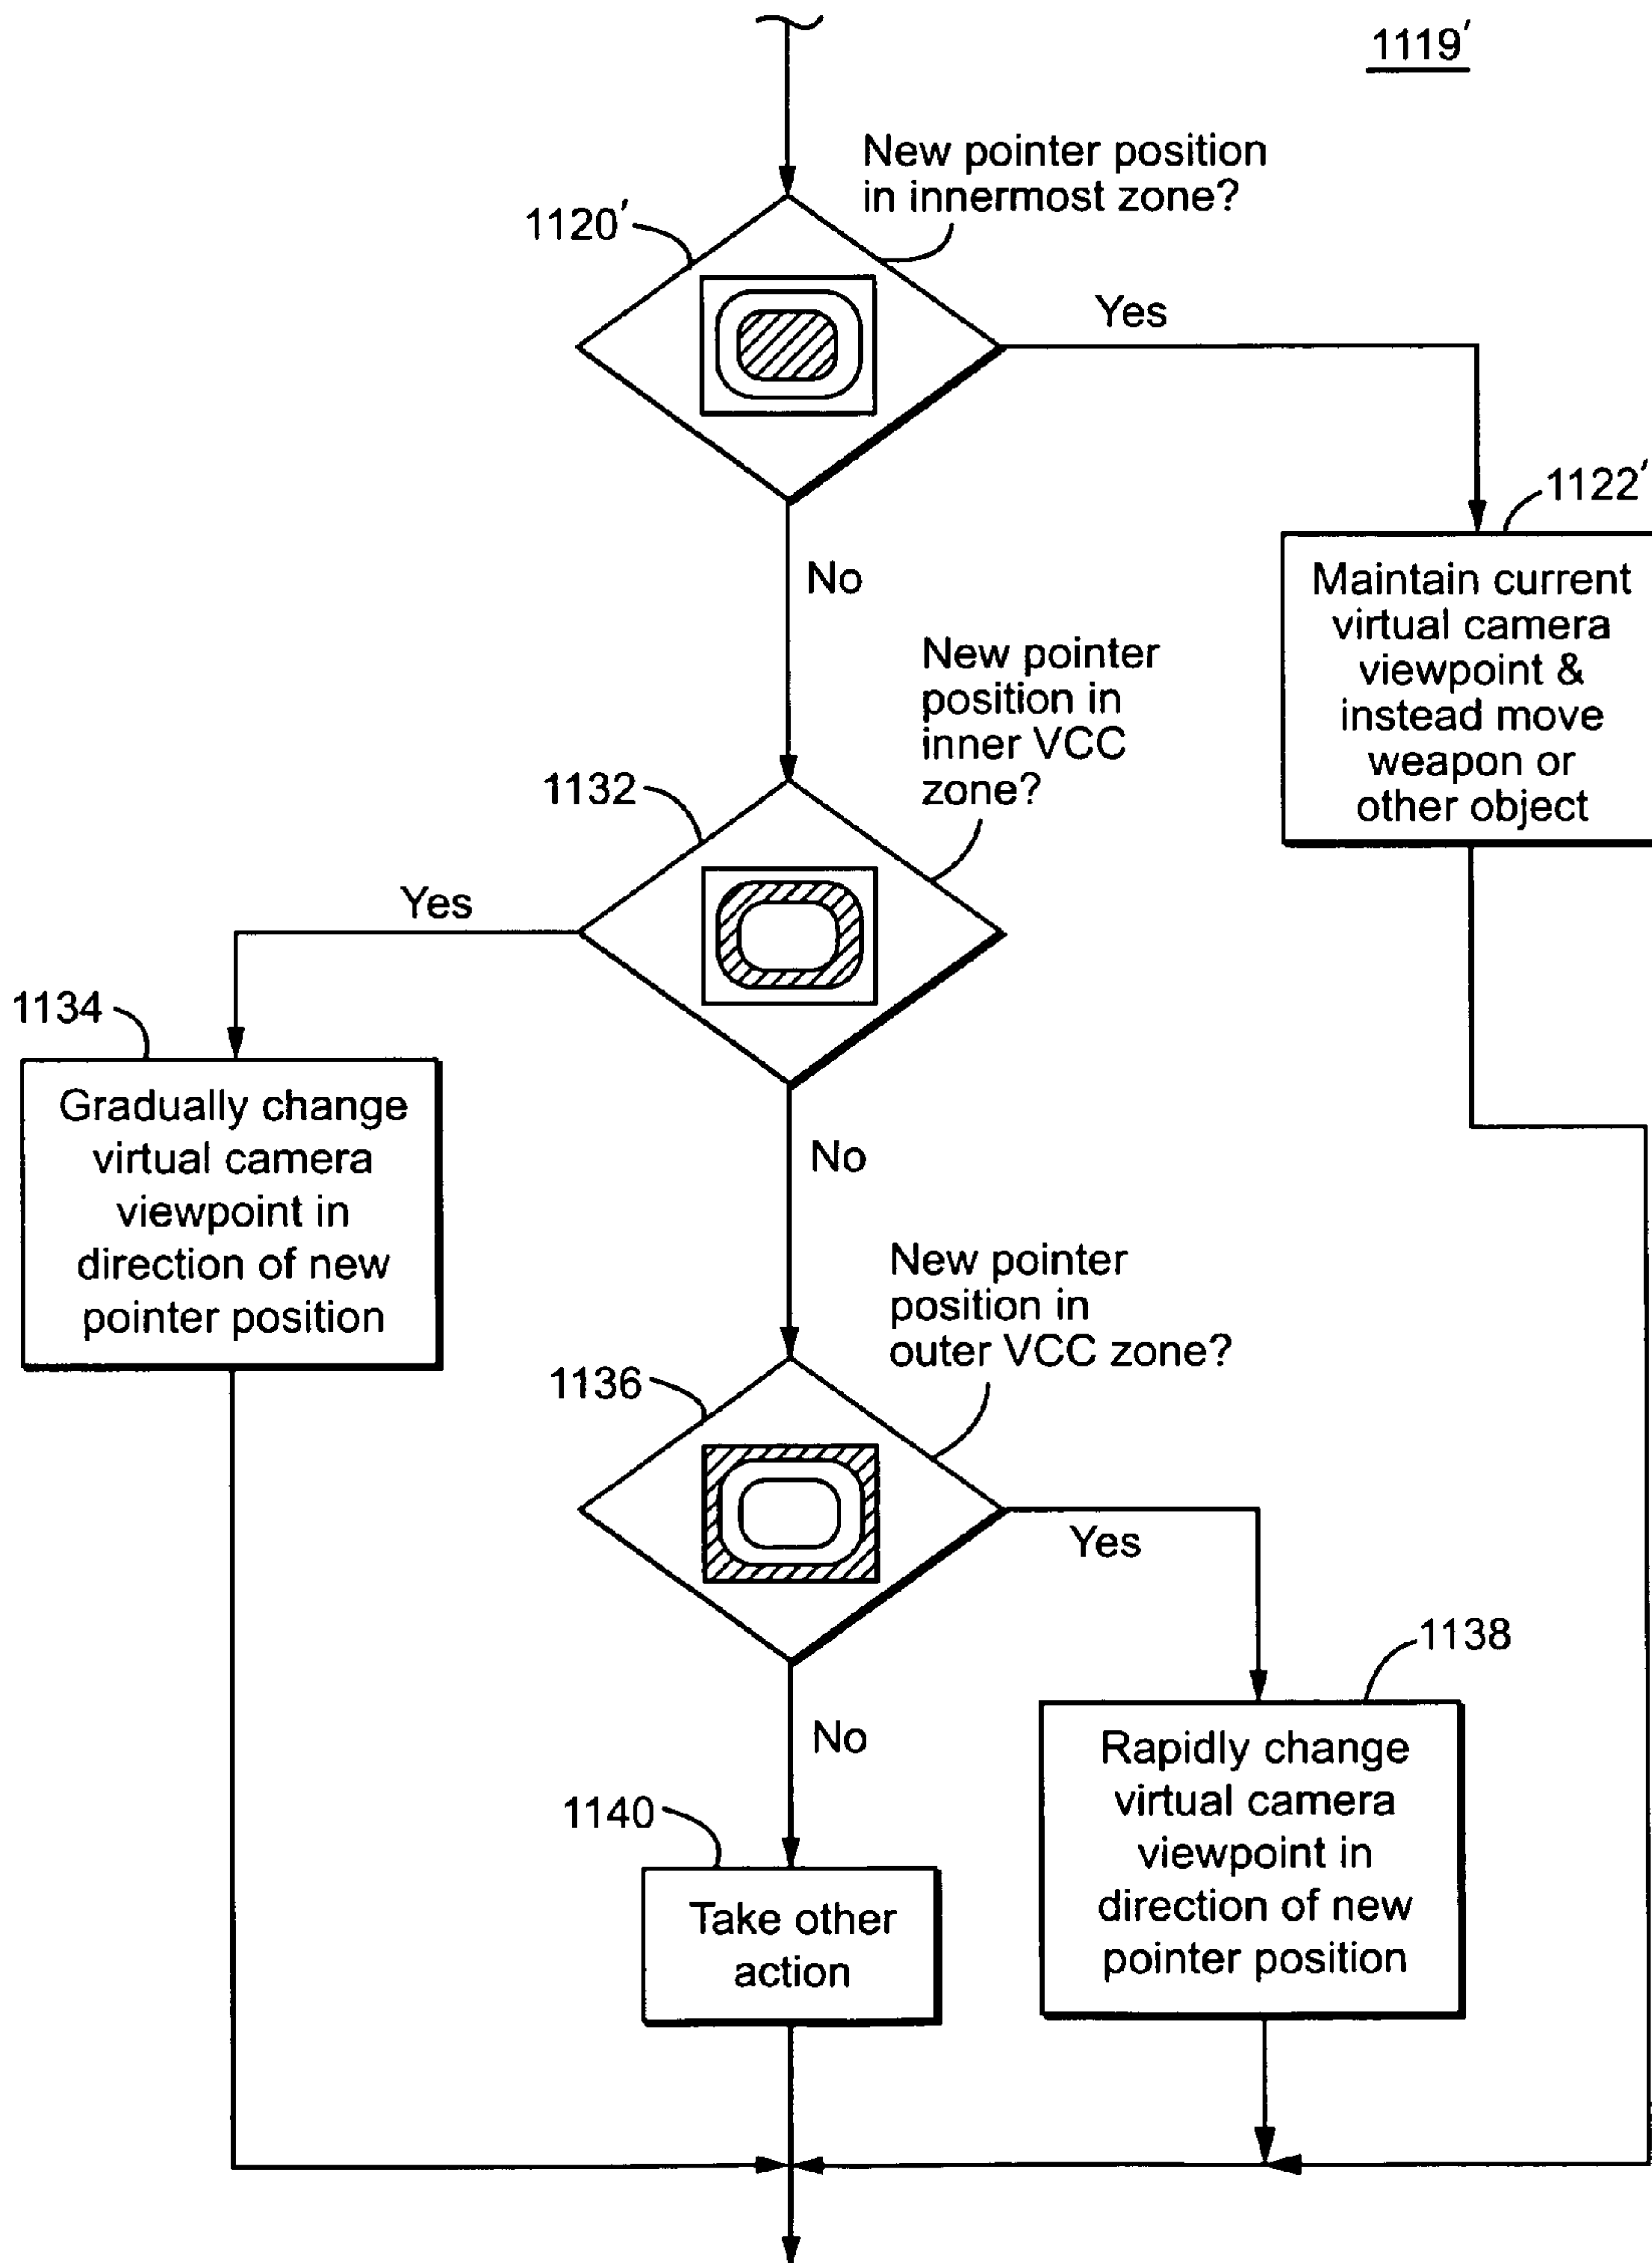 1119′
New pointer position
in innermost zone?
1120′
Yes
1122′
Maintain current
virtual camera
viewpoint &
instead move
weapon or
other object
No
New pointer
position in
inner VCC
zone?
1132
Yes
1134
Gradually change
virtual camera
viewpoint in
direction of new
pointer position
No
New pointer
position in
outer VCC zone?
1136
Yes
1138
Rapidly change
virtual camera
viewpoint in
direction of new
pointer position
No
1140
Take other
action